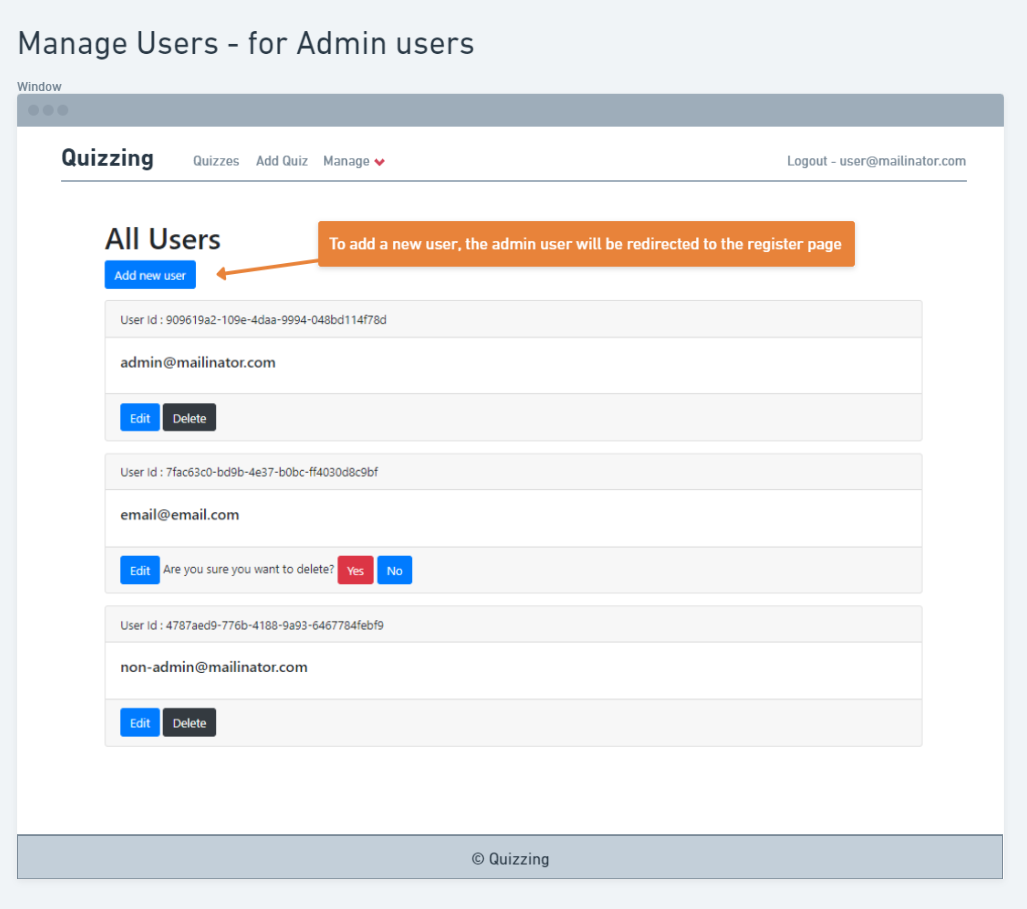 Manage Users - for Admin users
Window
Quizzing Quizzes Add Quiz Manage Logout - user@mailinator.com
All Users
To add a new user, the admin user will be redirected to the register page
Add new user
User Id : 909619a2-109e-4daa-9994-048bd114f78d
admin@mailinator.com
Edit Delete
User Id : 7fac63c0-bd9b-4e37-b0bc-ff4030d8c9bf
email@email.com
Edit Are you sure you want to delete? Yes No
User Id : 4787aed9-776b-4188-9a93-6467784febf9
non-admin@mailinator.com
Edit Delete
© Quizzing